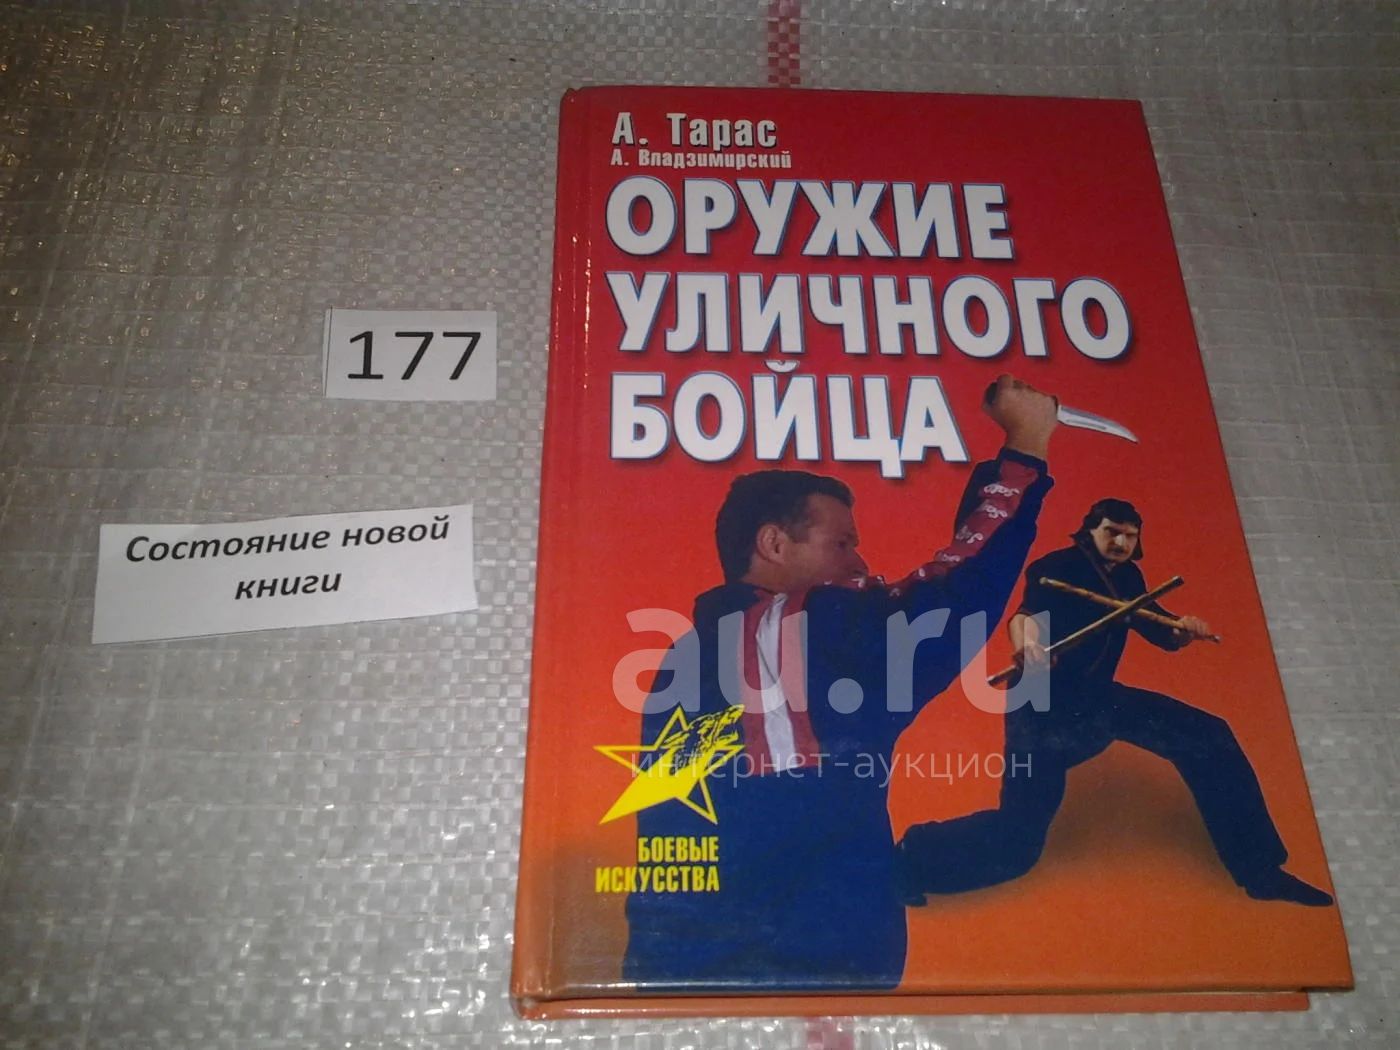 А. Тарас
А. Владзимирский
ОРУЖИЕ
УЛИЧНОГО
БОЙЦА
177
Состояние новой
книги
au.ru
интернет-аукцион
БОЕВЫЕ
ИСКУССТВА